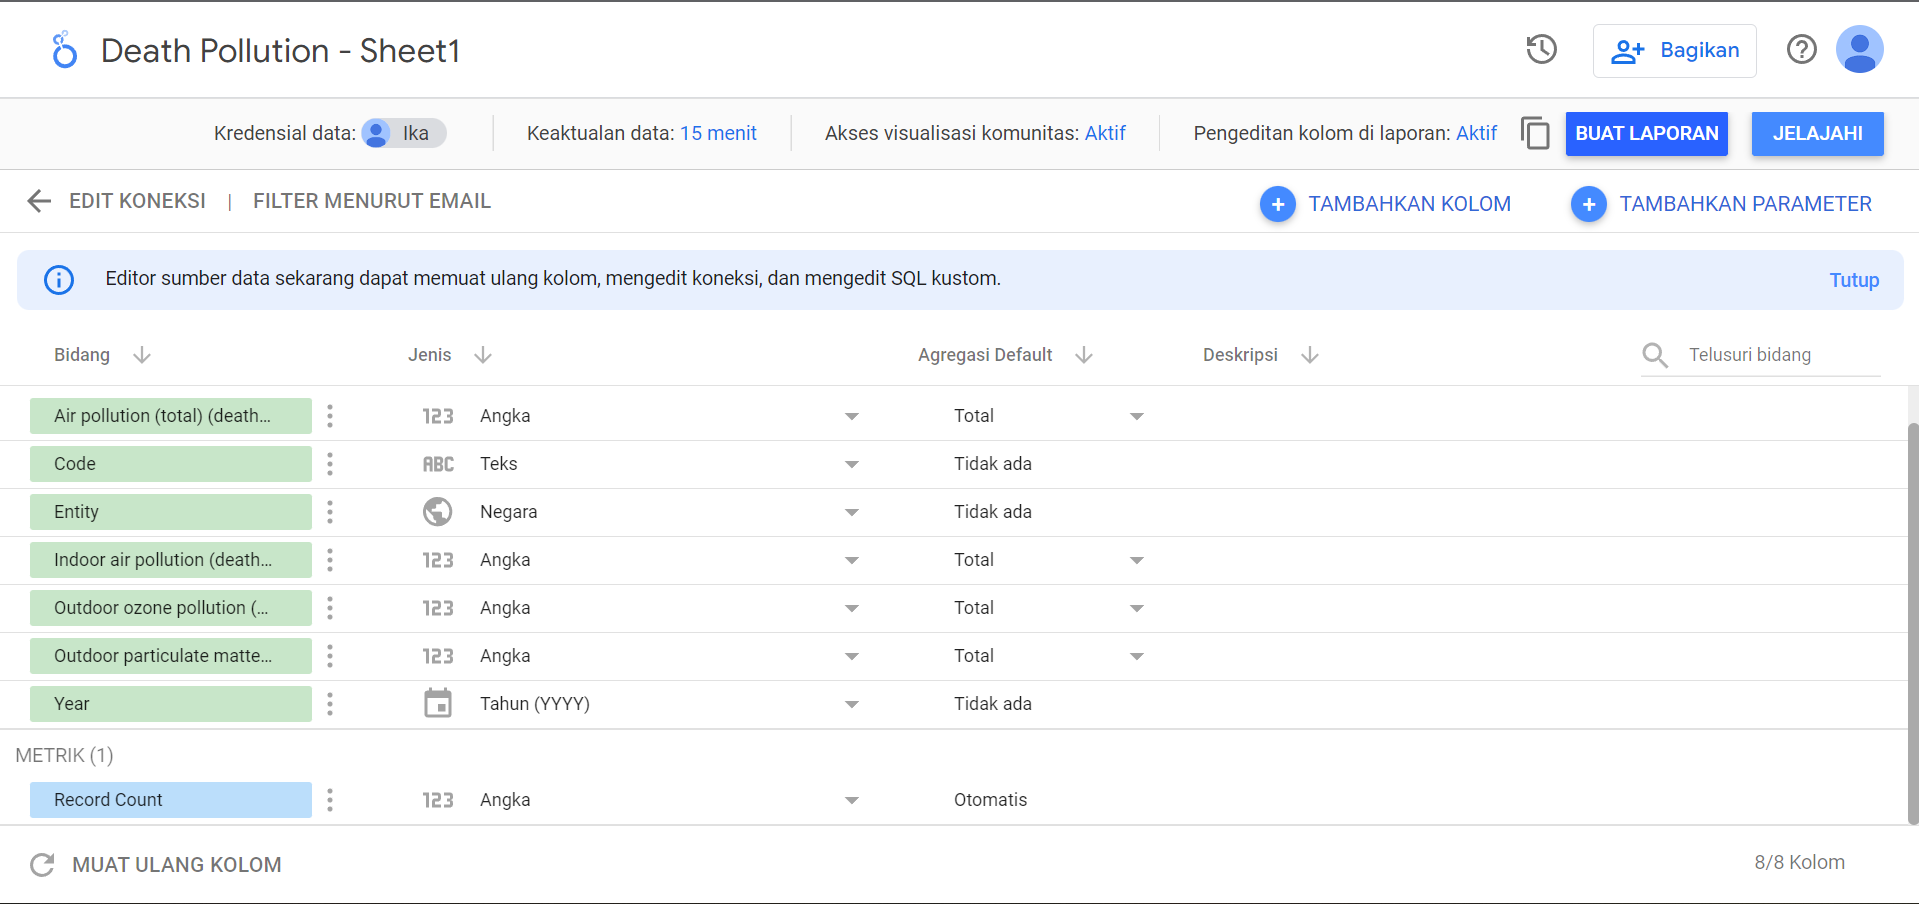 Death Pollution - Sheet1
Bagikan
Kredensial data: Ika
Keaktualan data: 15 menit
Akses visualisasi komunitas: Aktif
Pengeditan kolom di laporan: Aktif
BUAT LAPORAN
JELAJAHI
EDIT KONEKSI | FILTER MENURUT EMAIL
TAMBAHKAN KOLOM
TAMBAHKAN PARAMETER
Editor sumber data sekarang dapat memuat ulang kolom, mengedit koneksi, dan mengedit SQL kustom.
Tutup
Bidang Jenis Agregasi Default Deskripsi Telusuri bidang
Air pollution (total) (death... 123 Angka Total
Code ABC Teks Tidak ada
Entity Negara Tidak ada
Indoor air pollution (death... 123 Angka Total
Outdoor ozone pollution (... 123 Angka Total
Outdoor particulate matte... 123 Angka Total
Year Tahun (YYYY) Tidak ada
METRIK (1)
Record Count 123 Angka Otomatis
MUAT ULANG KOLOM
8/8 Kolom